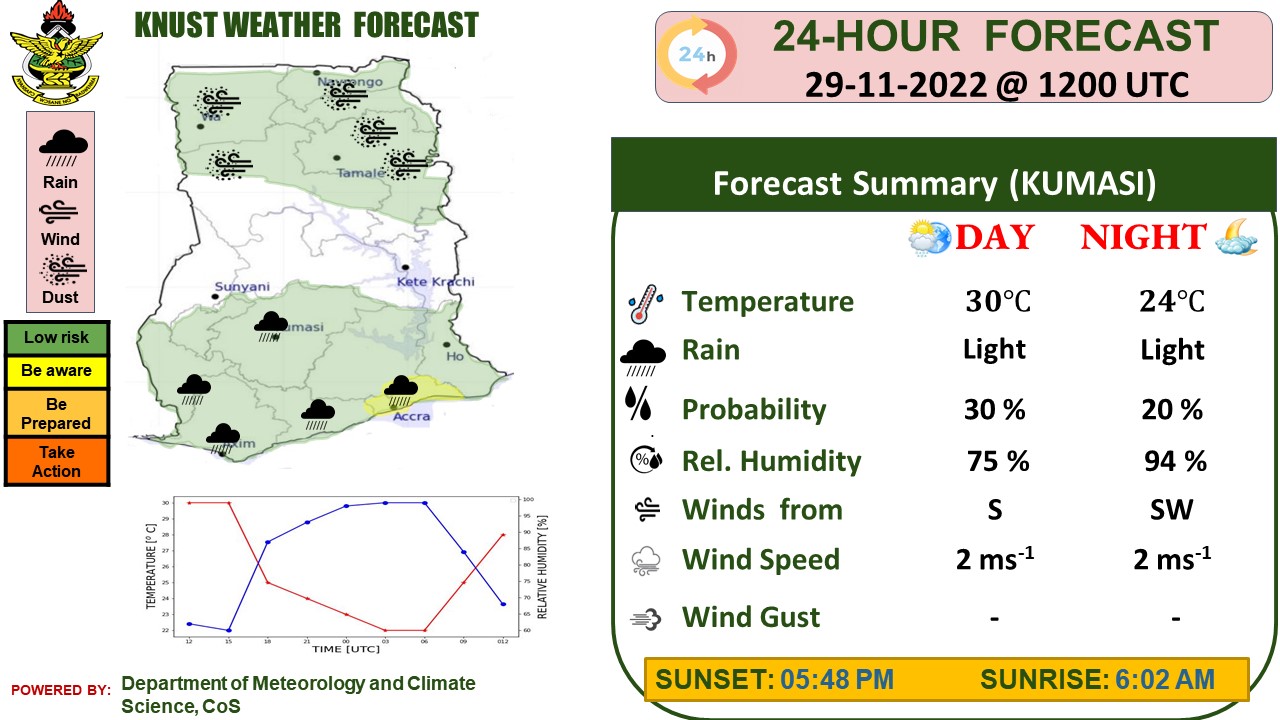 KNUST WEATHER FORECAST
Rain
Wind
Dust
Low risk
Be aware
Be
Prepared
Take
Action
Navrongo
Wa
Tamale
Kete Krachi
Sunyani
umasi
Ho
Accra
xim
TEMPERATURE [° C]
30
29
28
27
26
25
24
23
22
100
95
90
85
80
75
70
65
60
RELATIVE HUMIDITY [%]
12 15 18 21 00 03 06 09 012
TIME [UTC]
POWERED BY: Department of Meteorology and Climate
Science, CoS
24h
24-HOUR FORECAST
29-11-2022 @ 1200 UTC
Forecast Summary (KUMASI)
DAY NIGHT
Temperature 30°C 24°C
Rain Light Light
Probability 30 % 20 %
Rel. Humidity 75 % 94 %
Winds from S SW
Wind Speed 2 ms-1 2 ms-1
Wind Gust - -
SUNSET: 05:48 PM SUNRISE: 6:02 AM